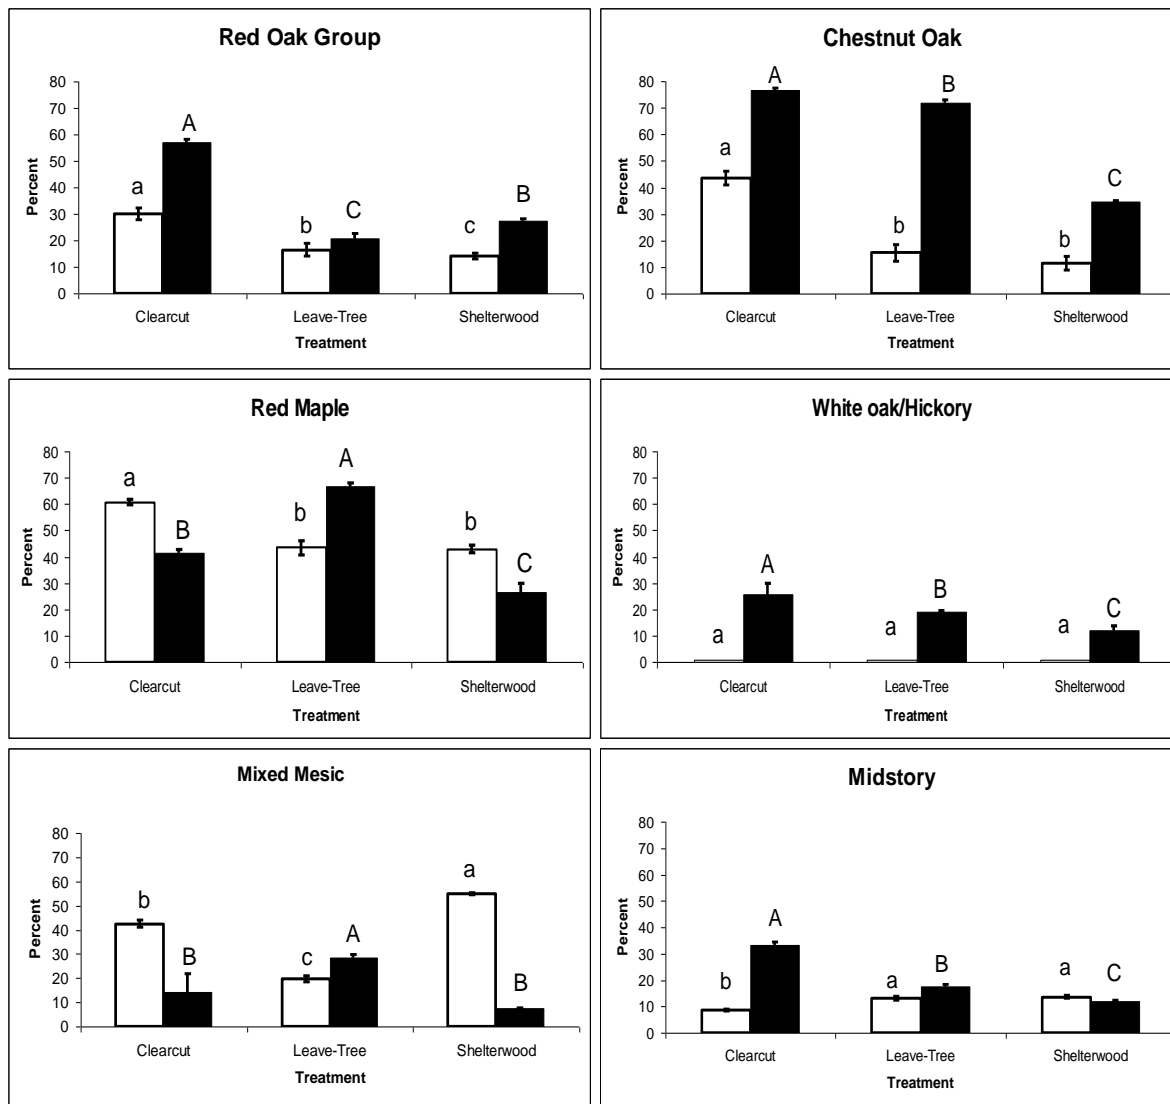 Red Oak Group
A
a
b
C
c
B
80
70
60
50
40
30
20
10
0
Percent
Clearcut Leave-Tree Shelterwood
Treatment
Chestnut Oak
A
B
a
b
b
C
80
70
60
50
40
30
20
10
0
Percent
Clearcut Leave-Tree Shelterwood
Treatment
Red Maple
a
B
b
A
b
C
80
70
60
50
40
30
20
10
0
Percent
Clearcut Leave-Tree Shelterwood
Treatment
White oak/Hickory
a
A
a
B
a
C
80
70
60
50
40
30
20
10
0
Percent
Clearcut Leave-Tree Shelterwood
Treatment
Mixed Mesic
b
B
c
A
a
B
80
70
60
50
40
30
20
10
0
Percent
Clearcut Leave-Tree Shelterwood
Treatment
Midstory
b
A
a
B
a
C
80
70
60
50
40
30
20
10
0
Percent
Clearcut Leave-Tree Shelterwood
Treatment